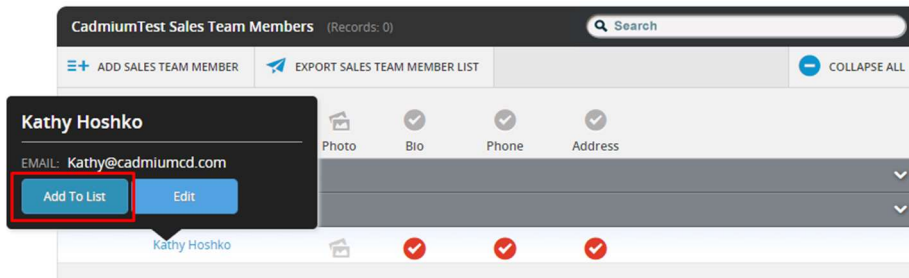 CadmiumTest Sales Team Members (Records: 0)
Search
ADD SALES TEAM MEMBER
EXPORT SALES TEAM MEMBER LIST
COLLAPSE ALL
Kathy Hoshko
EMAIL: Kathy@cadmiumcd.com
Add To List
Edit
Photo
Bio
Phone
Address
Kathy Hoshko